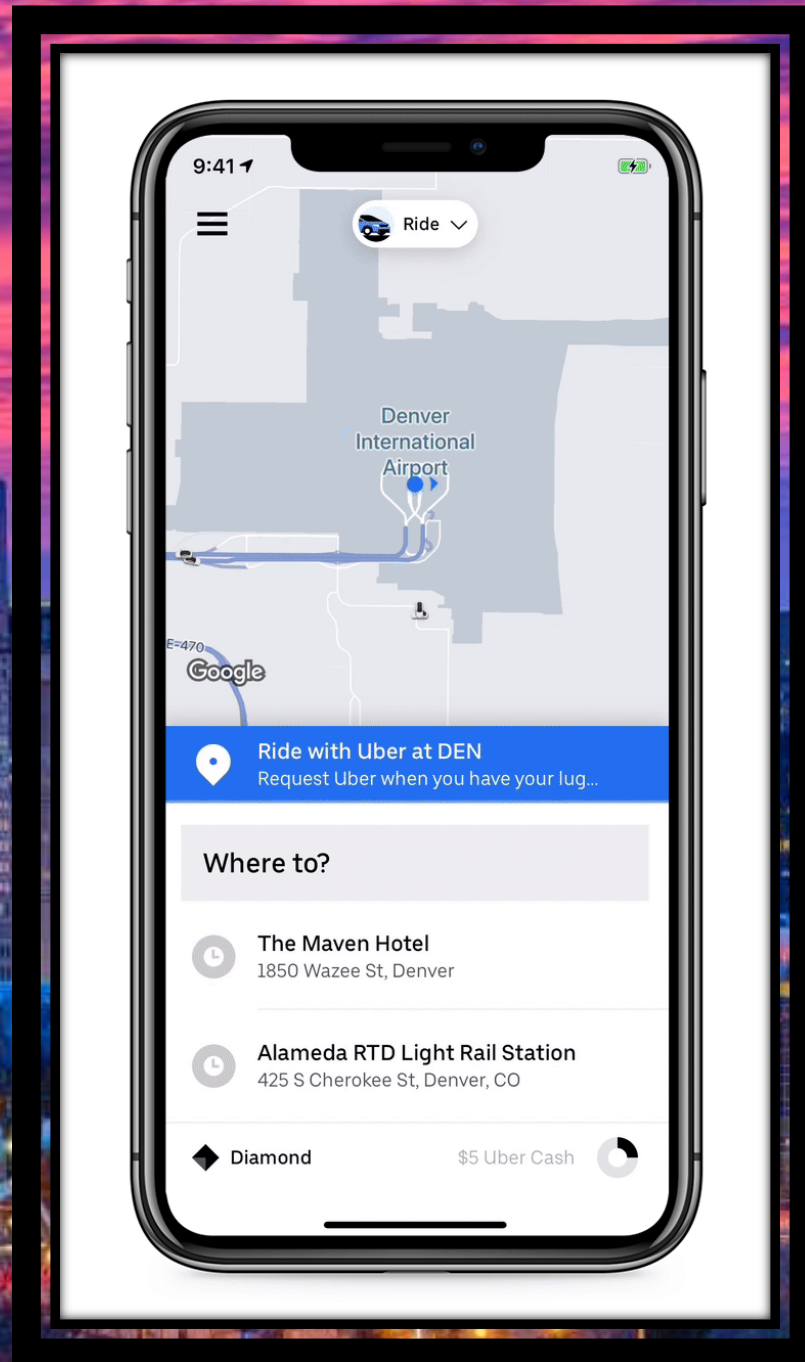 9:41
Ride
Denver
International
Airport
E-470
Google
Ride with Uber at DEN
Request Uber when you have your lug...
Where to?
The Maven Hotel
1850 Wazee St, Denver
Alameda RTD Light Rail Station
425 S Cherokee St, Denver, CO
Diamond
$5 Uber Cash